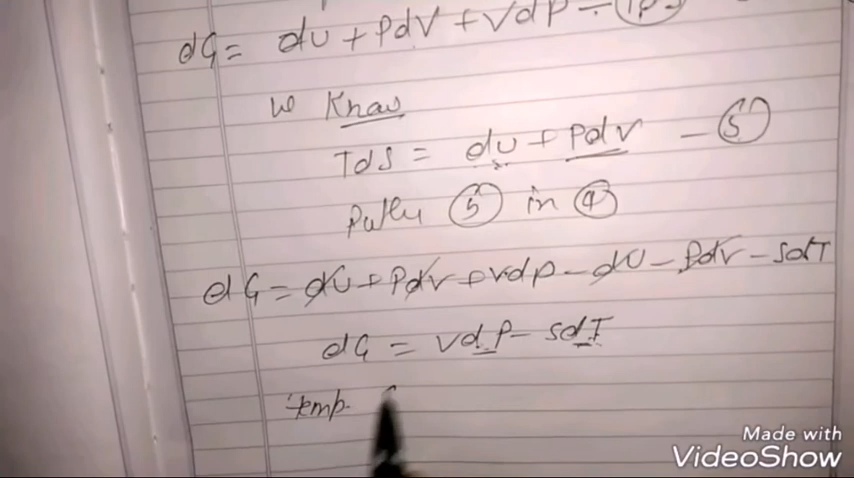 dG = dU + PdV + VdP -
we Know
TdS = dU + PdV - (5)
(5) in (4)
dG = dU + PdV + VdP - dU - PdV - SdT
dG = VdP - SdT
temp.
Made with
VideoShow